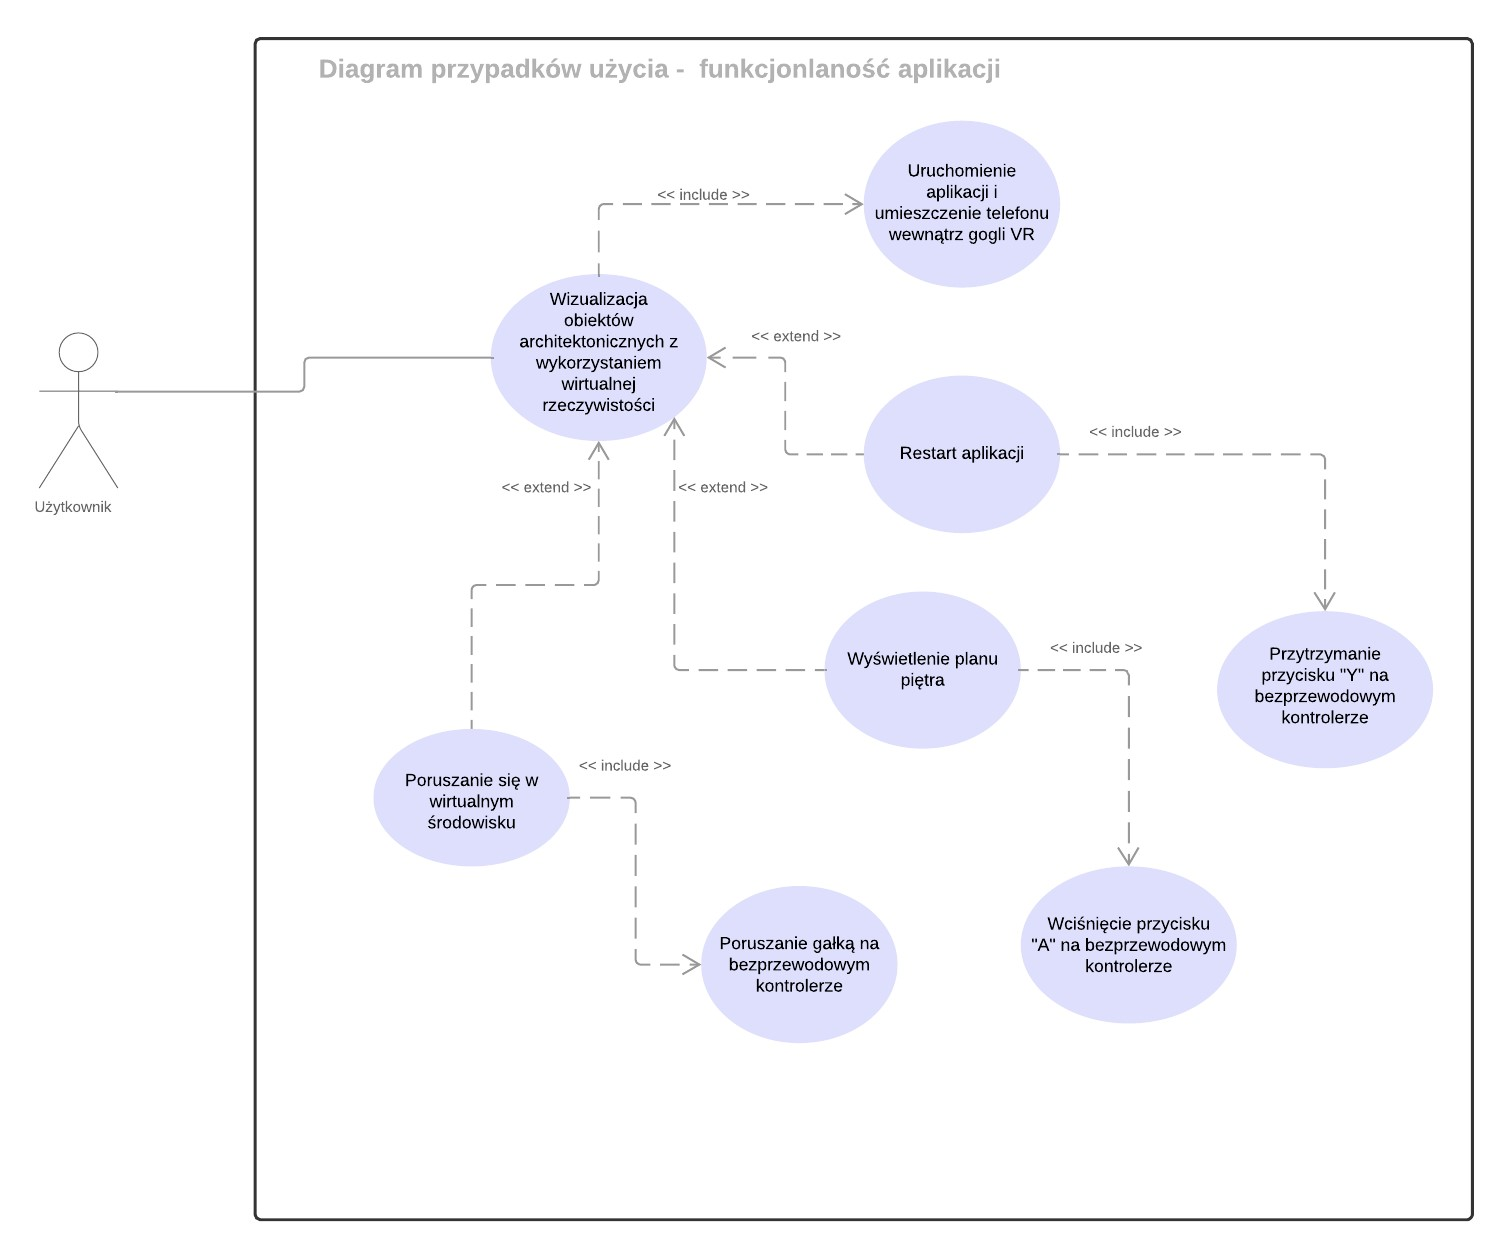 Diagram przypadków użycia -  funkcjonlaność aplikacji
Uruchomienie
aplikacji i
umieszczenie telefonu
wewnątrz gogli VR
<< include >>
Wizualizacja
obiektów
architektonicznych z
wykorzystaniem
wirtualnej
rzeczywistości
<< extend >>
Restart aplikacji
<< include >>
Użytkownik
<< extend >>
<< extend >>
Wyświetlenie planu
piętra
<< include >>
Przytrzymanie
przycisku "Y" na
bezprzewodowym
kontrolerze
Poruszanie się w
wirtualnym
środowisku
<< include >>
Poruszanie gałką na
bezprzewodowym
kontrolerze
Wciśnięcie przycisku
"A" na bezprzewodowym
kontrolerze